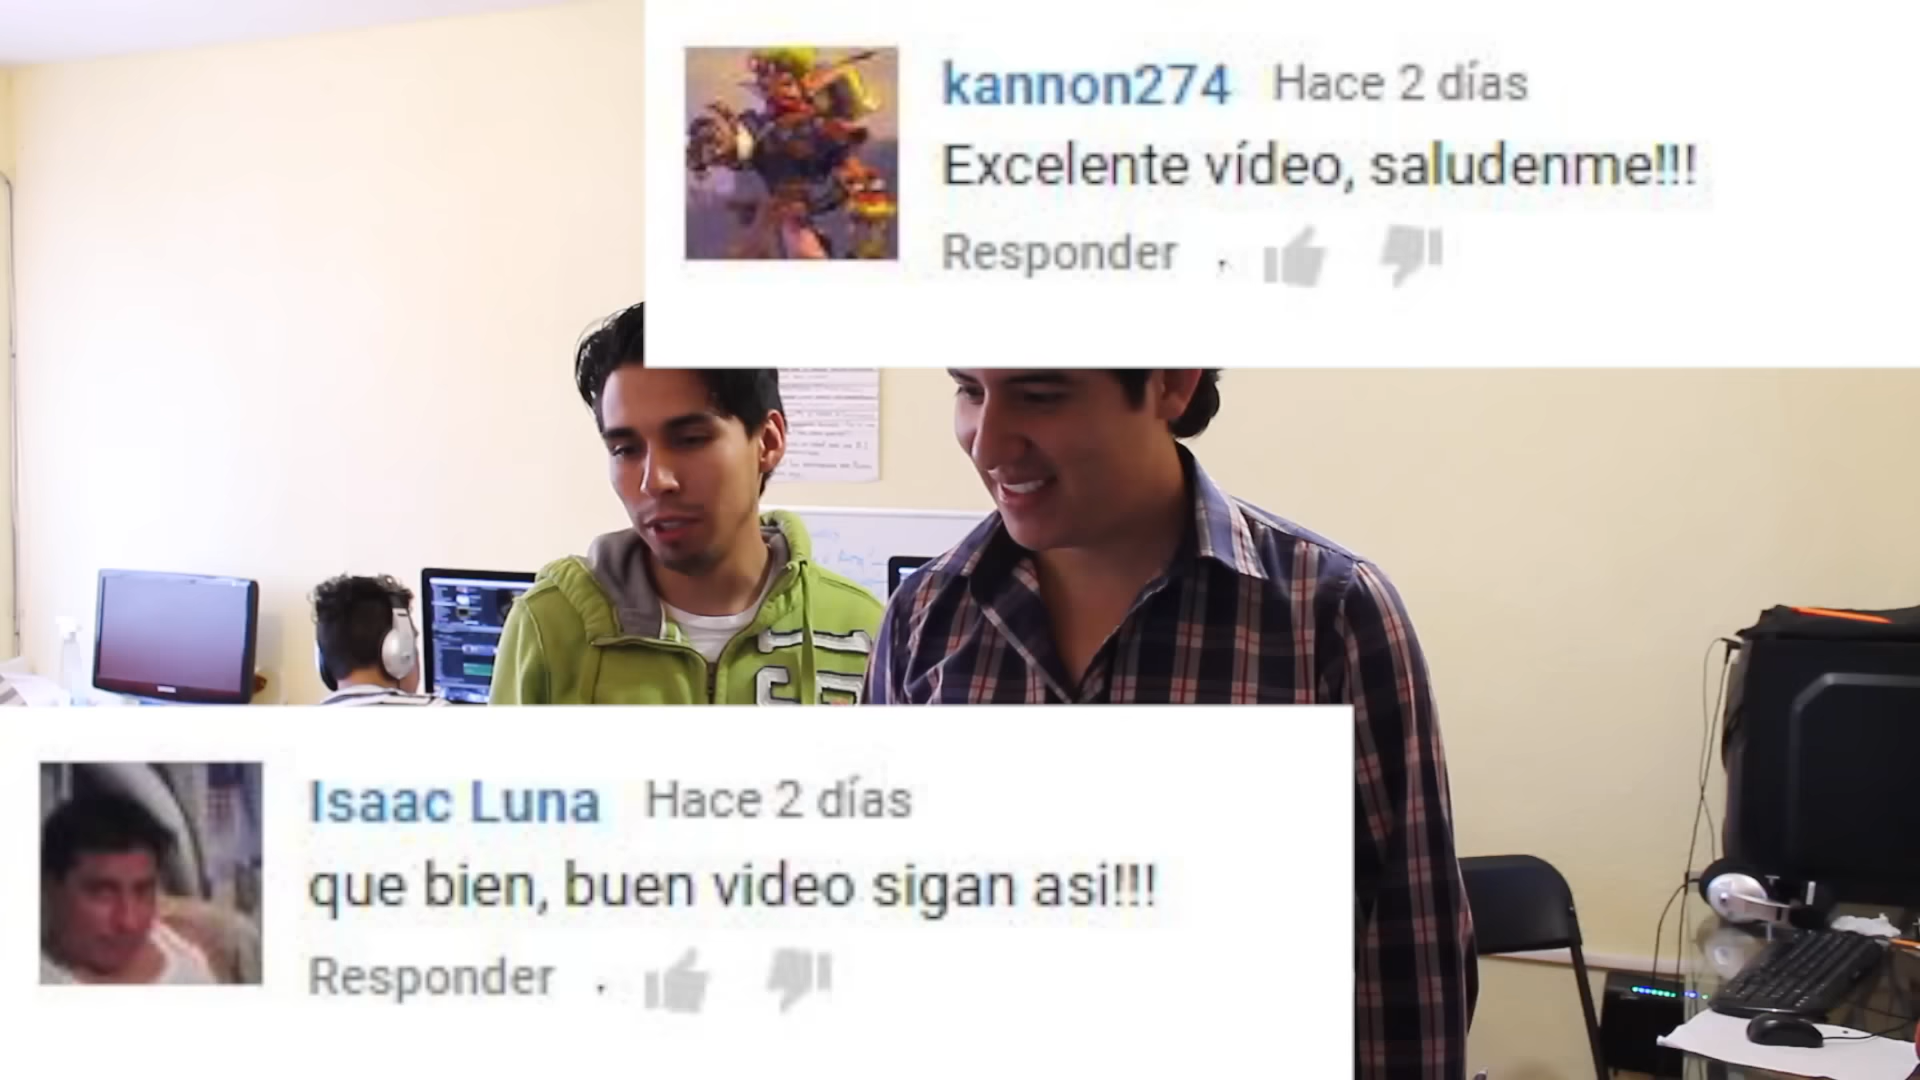 kannon274 Hace 2 días
Excelente vídeo, saludenme!!!
Responder
Isaac Luna Hace 2 días
que bien, buen video sigan asi!!!
Responder